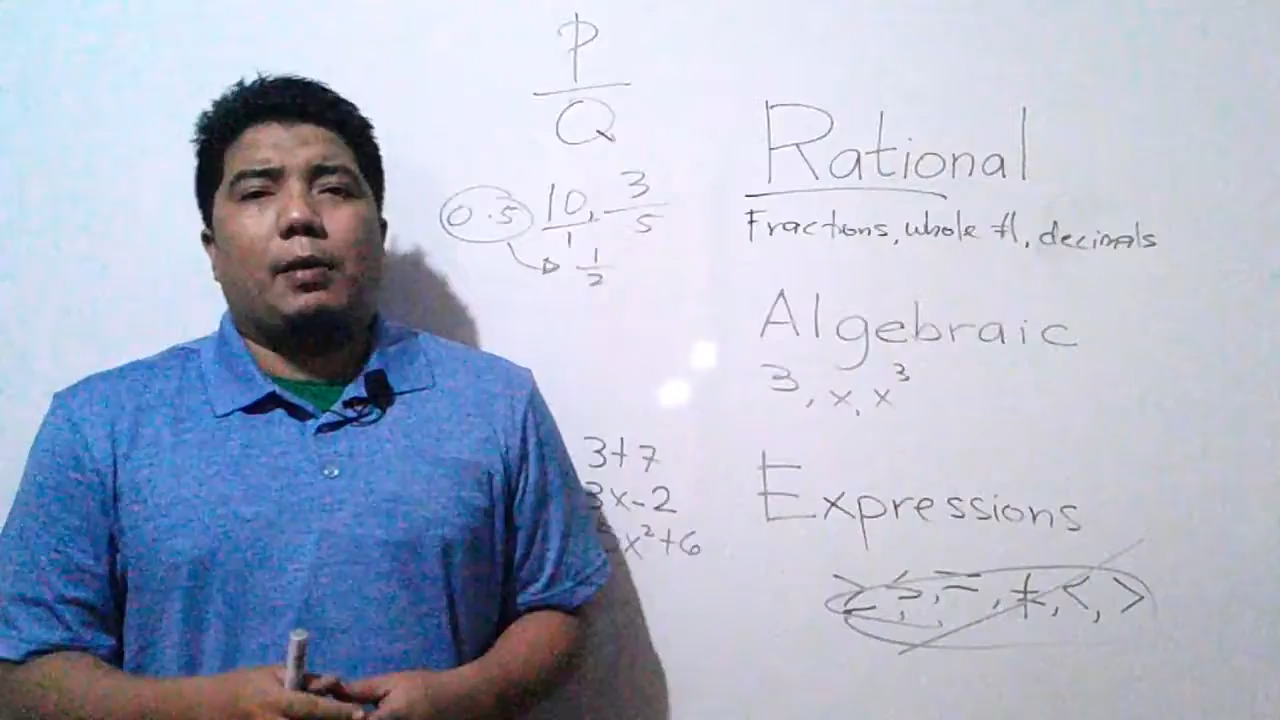 P
Q
0.5 10, 3
1 5
1
2
3+7
3x-2
x²+6
Rational
Fractions, whole #, decimals
Algebraic
3, x, x³
Expressions
≥, ≤, =, ≠, <, >